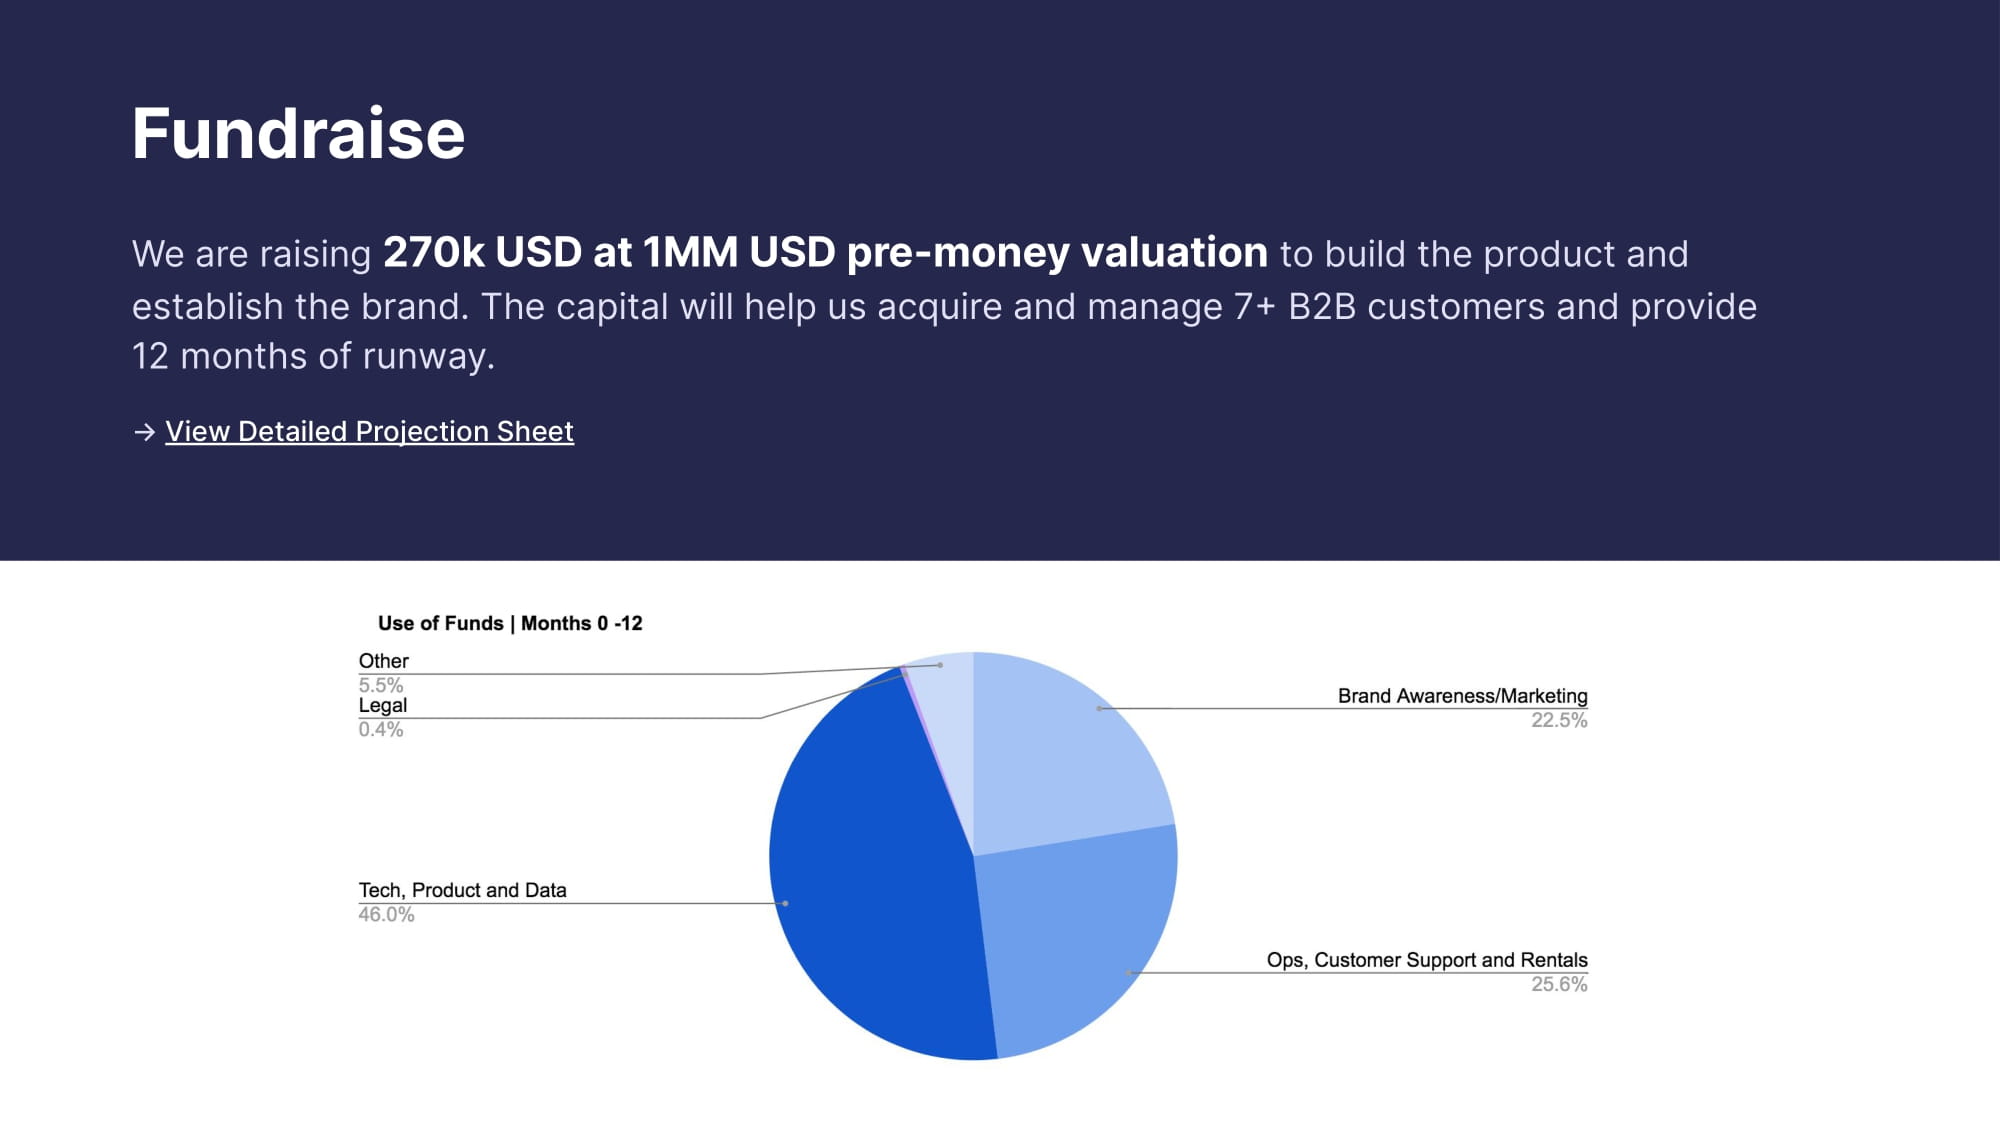 Fundraise
We are raising 270k USD at 1MM USD pre-money valuation to build the product and
establish the brand. The capital will help us acquire and manage 7+ B2B customers and provide
12 months of runway.
→ View Detailed Projection Sheet
Use of Funds | Months 0 -12
Other
5.5%
Legal
0.4%
Tech, Product and Data
46.0%
Brand Awareness/Marketing
22.5%
Ops, Customer Support and Rentals
25.6%